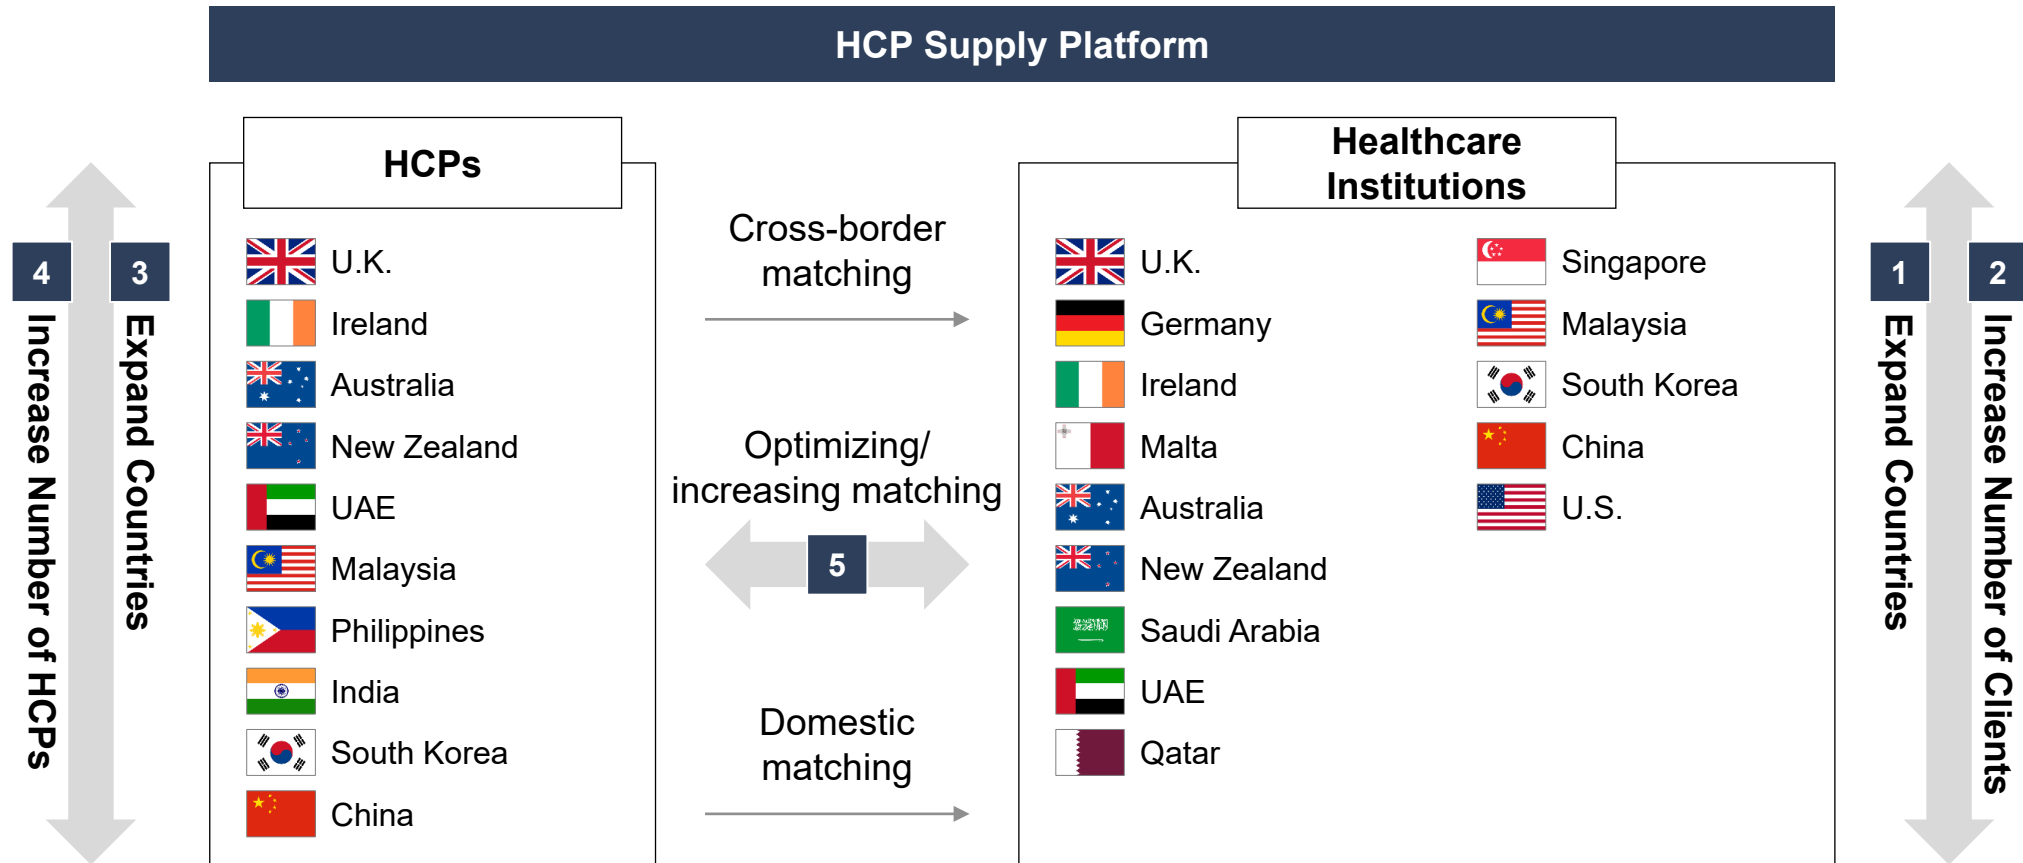 HCP Supply Platform
4
Increase Number of HCPs
3
Expand Countries
HCPs
U.K.
Ireland
Australia
New Zealand
UAE
Malaysia
Philippines
India
South Korea
China
Cross-border
matching
Optimizing/
increasing matching
5
Domestic
matching
Healthcare
Institutions
U.K.
Germany
Ireland
Malta
Australia
New Zealand
Saudi Arabia
UAE
Qatar
Singapore
Malaysia
South Korea
China
U.S.
1
Expand Countries
2
Increase Number of Clients